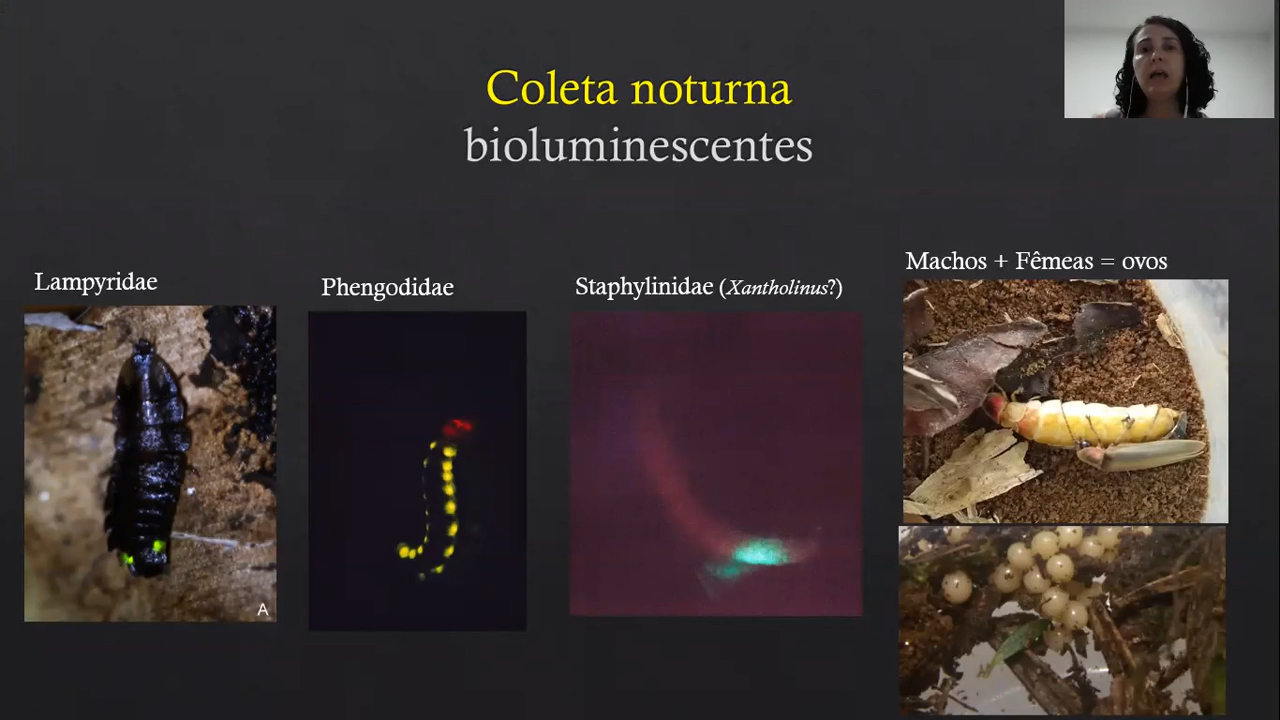 Coleta noturna
bioluminescentes
Lampyridae
Phengodidae
Staphylinidae (Xantholinus?)
Machos + Fêmeas = ovos
A